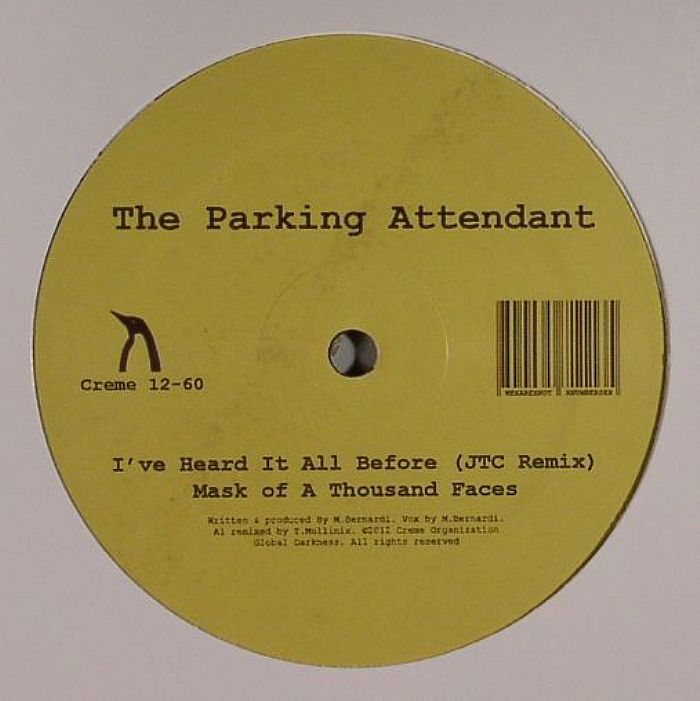 The Parking Attendant
Creme 12-60
I've Heard It All Before (JTC Remix)
Mask of A Thousand Faces
Written & produced By M.Bernardi. Vox by M.Bernardi.
A1 remixed by T.Mullinix. ©2012 Creme Organization
Global Darkness. All rights reserved